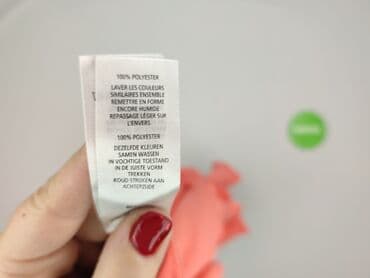 100% POLYESTER
LAVER LES COULEURS
SIMILAIRES ENSEMBLE
REMETTRE EN FORME
ENCORE HUMIDE
REPASSAGE LÉGER SUR
L'ENVERS
100% POLYESTER
DEZELFDE KLEUREN
SAMEN WASSEN
IN VOCHTIGE TOESTAND
IN DE JUISTE VORM
TREKKEN
KOUD STRIJKEN AAN
ACHTERZIJDE